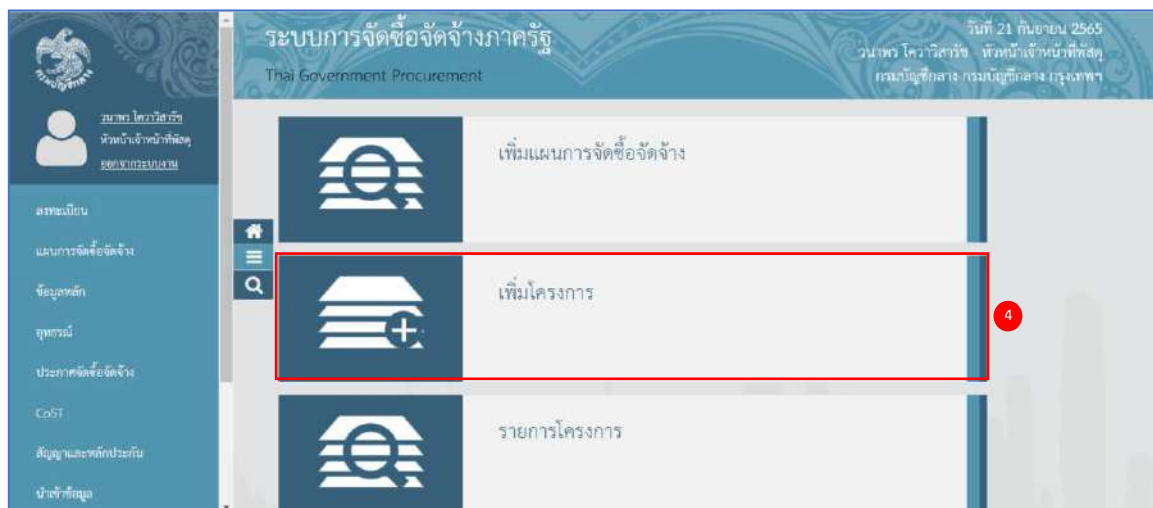 ระบบการจัดซื้อจัดจ้างภาครัฐ
Thai Government Procurement
วันที่ 21 กันยายน 2565
วนาพร โควาวิสารัช - หัวหน้าเจ้าหน้าที่พัสดุ
กรมบัญชีกลาง กรมบัญชีกลาง กรุงเทพฯ
กรมบัญชีกลาง
วนาพร โควาวิสารัช
หัวหน้าเจ้าหน้าที่พัสดุ
ออกจากระบบงาน
ลงทะเบียน
แผนการจัดซื้อจัดจ้าง
ข้อมูลหลัก
อุทธรณ์
ประกาศจัดซื้อจัดจ้าง
CoST
สัญญาและหลักประกัน
นำเข้าข้อมูล
เพิ่มแผนการจัดซื้อจัดจ้าง
เพิ่มโครงการ
4
รายการโครงการ